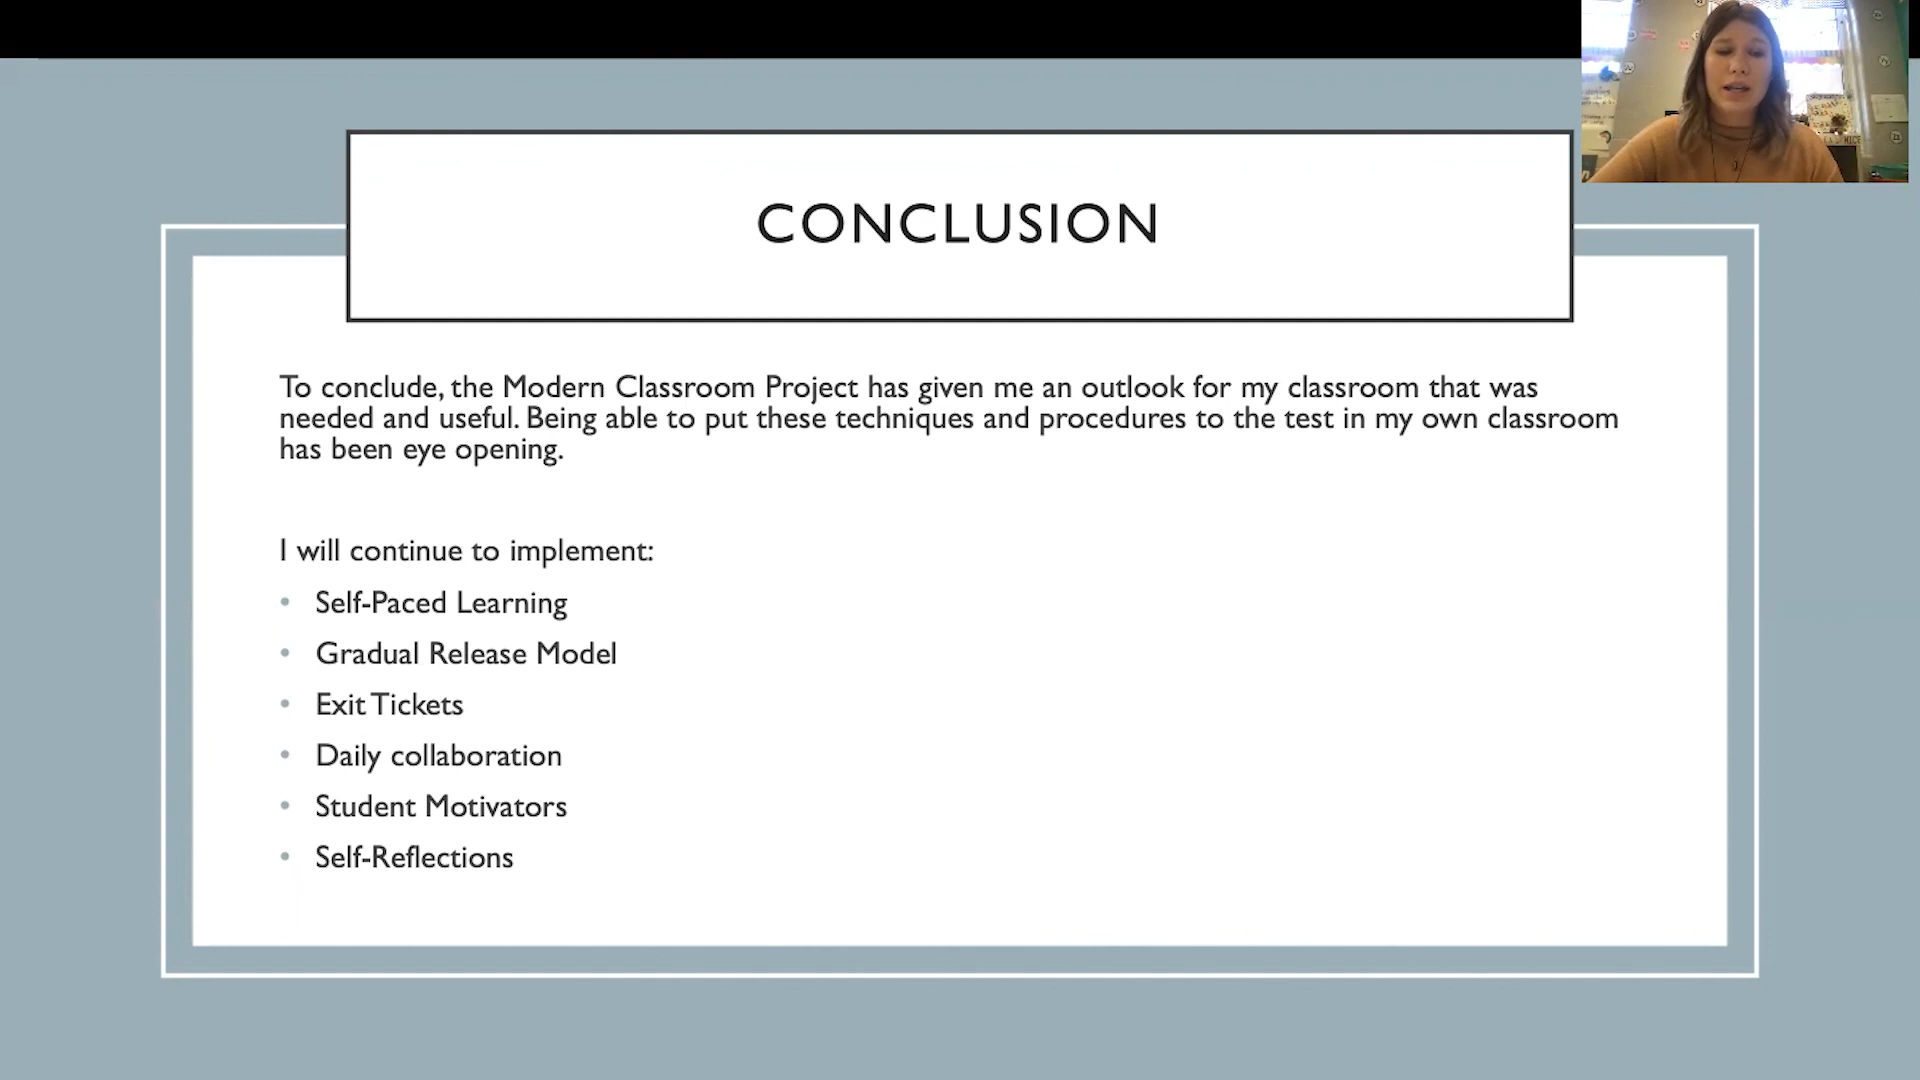 CONCLUSION
To conclude, the Modern Classroom Project has given me an outlook for my classroom that was
needed and useful. Being able to put these techniques and procedures to the test in my own classroom
has been eye opening.
I will continue to implement:
• Self-Paced Learning
• Gradual Release Model
• Exit Tickets
• Daily collaboration
• Student Motivators
• Self-Reflections